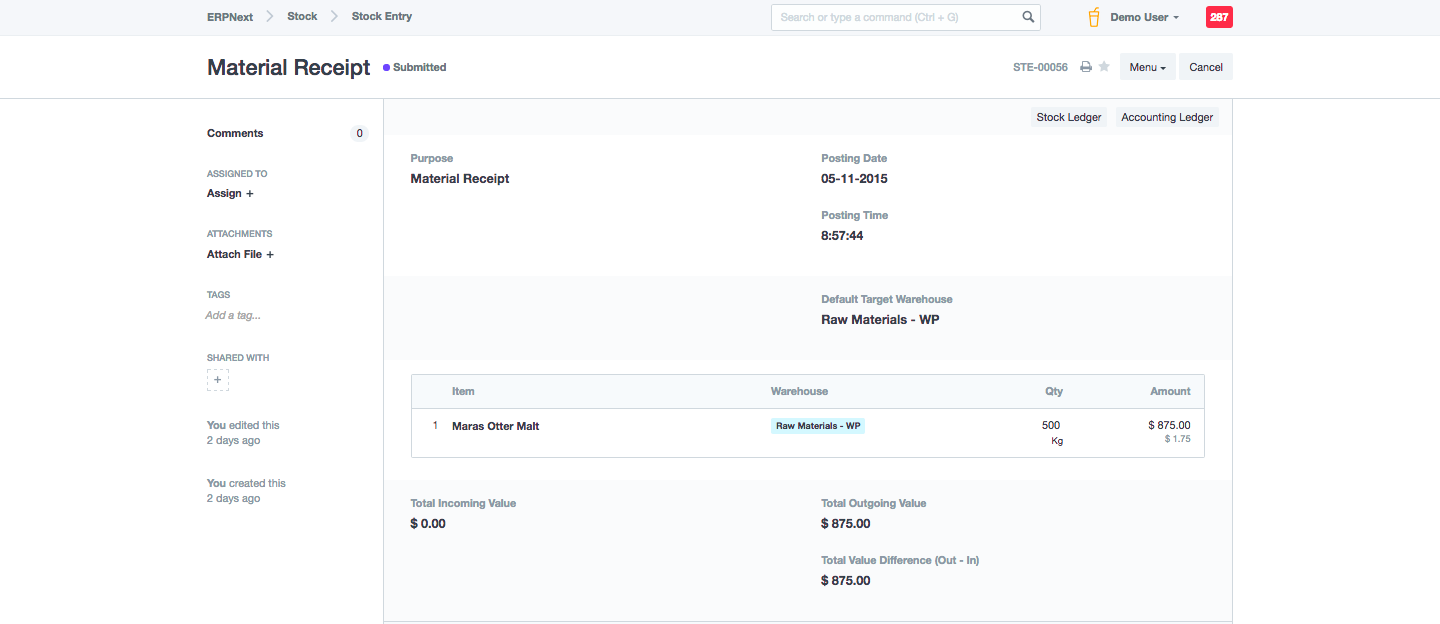 ERPNext Stock Stock Entry
Search or type a command (Ctrl + G)
Demo User
287
Material Receipt Submitted
STE-00056
Menu
Cancel
Comments 0
ASSIGNED TO
Assign +
ATTACHMENTS
Attach File +
TAGS
Add a tag...
SHARED WITH
+
You edited this
2 days ago
You created this
2 days ago
Stock Ledger
Accounting Ledger
Purpose
Material Receipt
Posting Date
05-11-2015
Posting Time
8:57:44
Default Target Warehouse
Raw Materials - WP
Item Warehouse Qty Amount
1 Maras Otter Malt Raw Materials - WP 500 $ 875.00
Kg $ 1.75
Total Incoming Value
$ 0.00
Total Outgoing Value
$ 875.00
Total Value Difference (Out - In)
$ 875.00